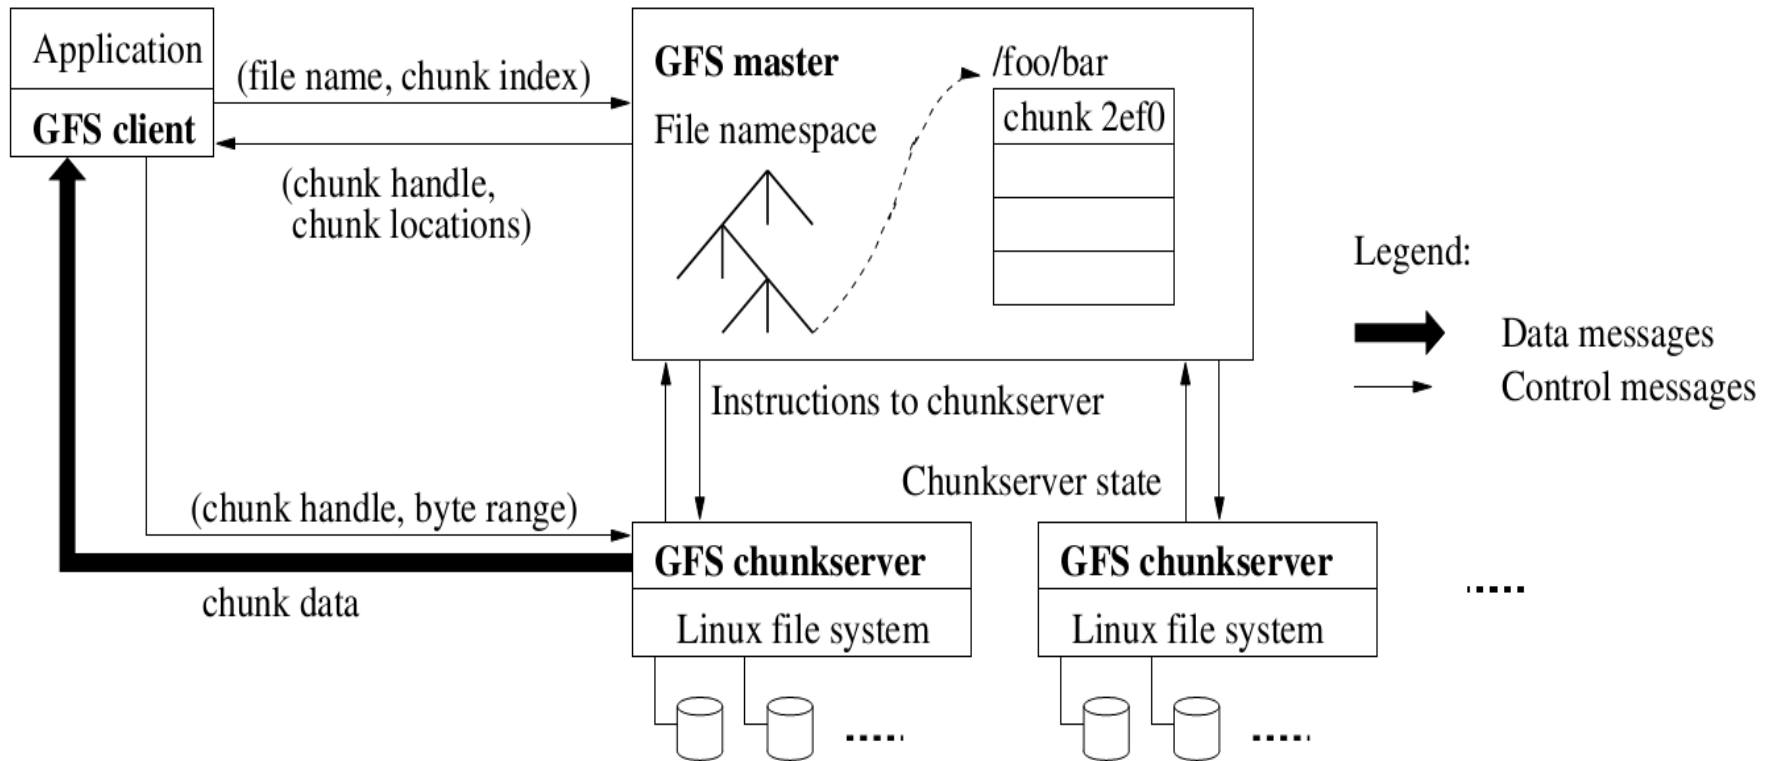 Application
GFS client
(file name, chunk index)
(chunk handle,
chunk locations)
GFS master
File namespace
/foo/bar
chunk 2ef0
Legend:
Data messages
Control messages
Instructions to chunkserver
Chunkserver state
(chunk handle, byte range)
chunk data
GFS chunkserver
Linux file system
GFS chunkserver
Linux file system